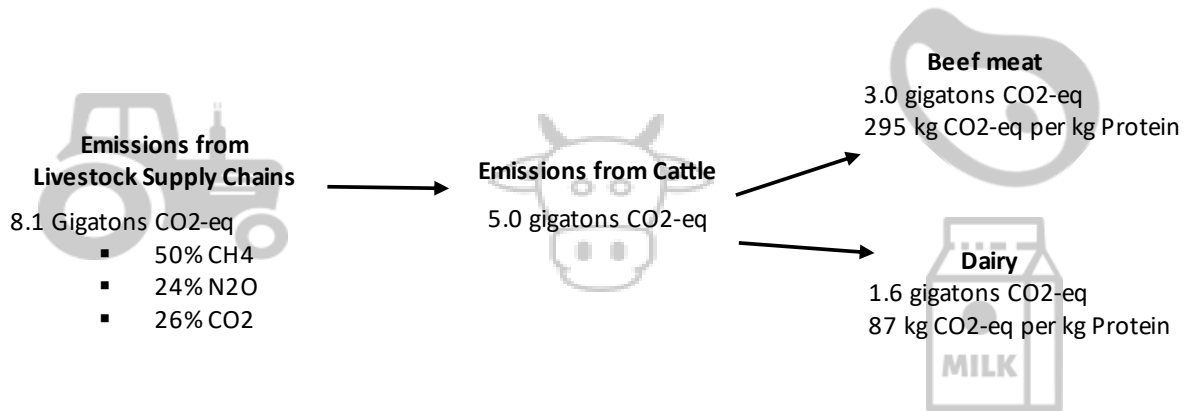 Emissions from
Livestock Supply Chains
8.1 Gigatons CO2-eq
▪ 50% CH4
▪ 24% N2O
▪ 26% CO2
Emissions from Cattle
5.0 gigatons CO2-eq
Beef meat
3.0 gigatons CO2-eq
295 kg CO2-eq per kg Protein
Dairy
1.6 gigatons CO2-eq
87 kg CO2-eq per kg Protein
MILK